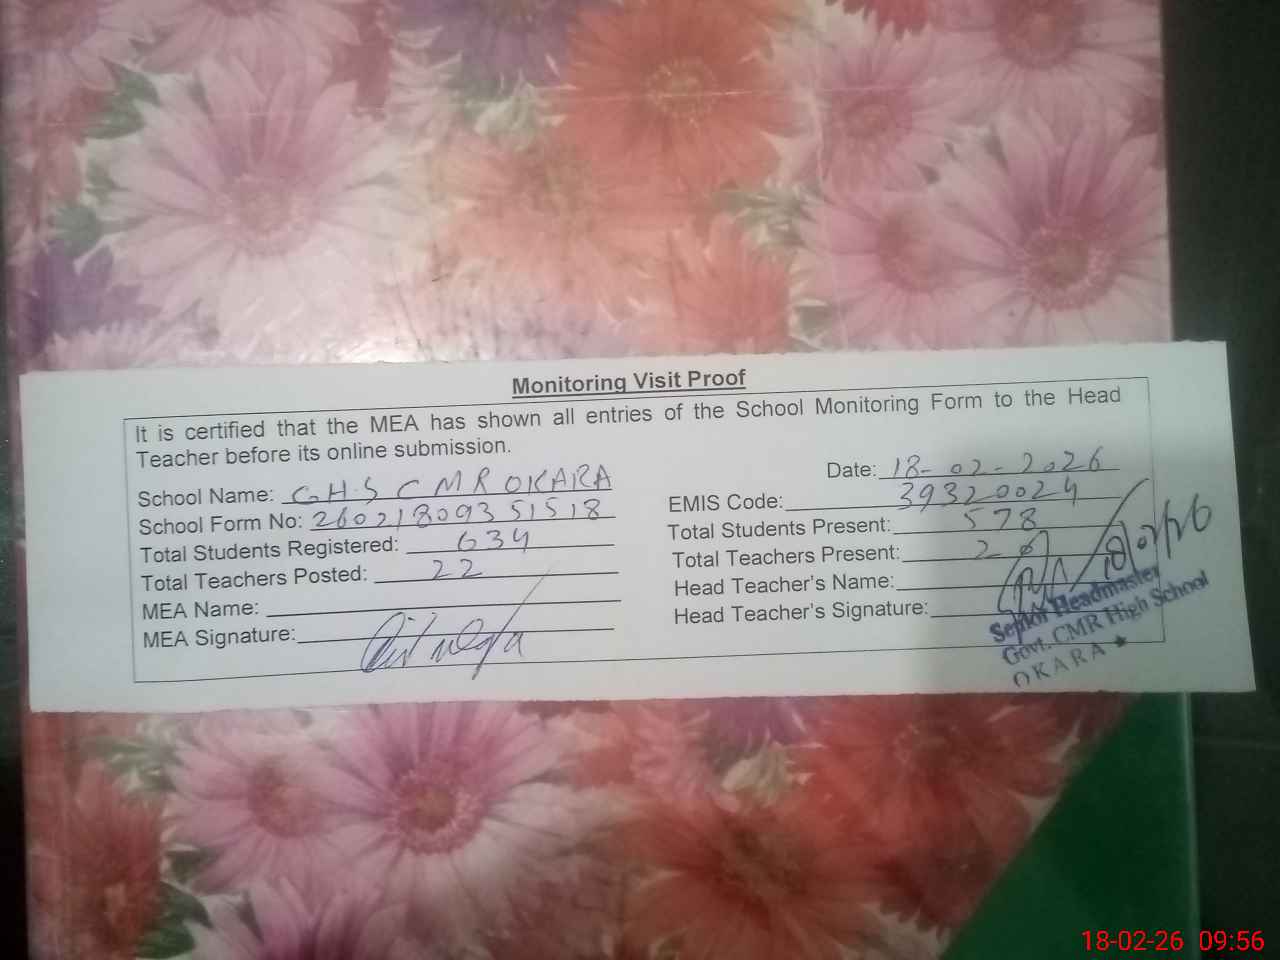 Monitoring Visit Proof
It is certified that the MEA has shown all entries of the School Monitoring Form to the Head
Teacher before its online submission.
School Name: G.H.S CMR OKARA
Date: 18-02-2026
School Form No: 26021809351518
EMIS Code: 39320024
Total Students Registered: 634
Total Students Present: 578
Total Teachers Posted: 22
Total Teachers Present:
MEA Name:
Head Teacher's Name:
MEA Signature:
Head Teacher's Signature:
18/02/26
Senior Headmaster
Govt. CMR High School
OKARA ★
18-02-26 09:56